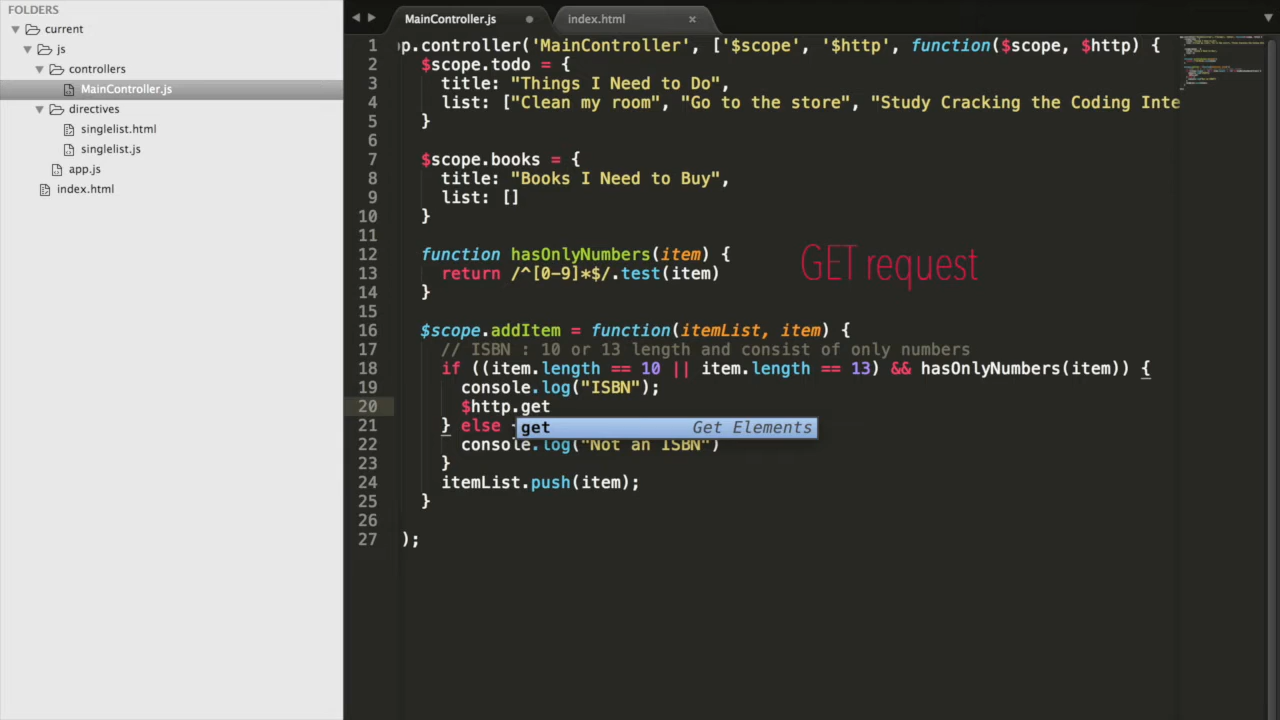 FOLDERS
current
js
controllers
MainController.js
directives
singlelist.html
singlelist.js
app.js
index.html
MainController.js
index.html
1 p.controller('MainController', ['$scope', '$http', function($scope, $http) {
2 $scope.todo = {
3 title: "Things I Need to Do",
4 list: ["Clean my room", "Go to the store", "Study Cracking the Coding Inte
5 }
6
7 $scope.books = {
8 title: "Books I Need to Buy",
9 list: []
10 }
11
12 function hasOnlyNumbers(item) {
13 return /^[0-9]*$/.test(item)
14 }
15
16 $scope.addItem = function(itemList, item) {
17 // ISBN : 10 or 13 length and consist of only numbers
18 if ((item.length == 10 || item.length == 13) && hasOnlyNumbers(item)) {
19 console.log("ISBN");
20 $http.get
21 } else
get Get Elements
22 console.log("Not an ISBN")
23 }
24 itemList.push(item);
25 }
26
27 );
GET request